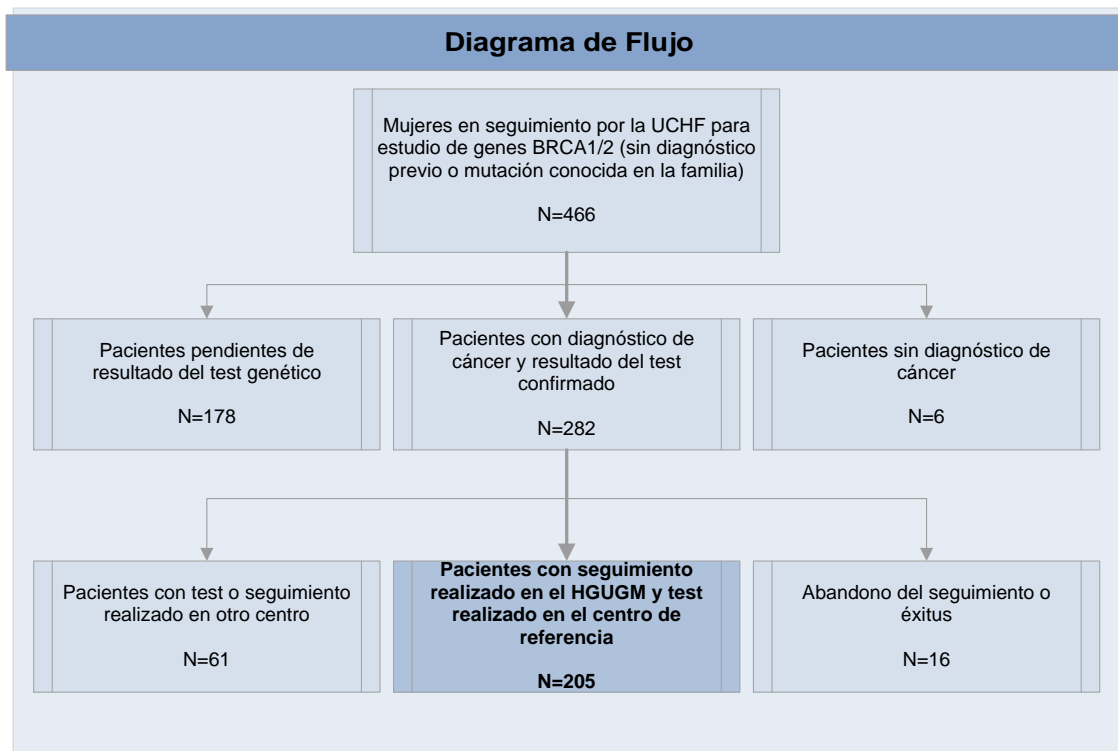 Diagrama de Flujo
Mujeres en seguimiento por la UCHF para
estudio de genes BRCA1/2 (sin diagnóstico
previo o mutación conocida en la familia)
N=466
Pacientes pendientes de
resultado del test genético
N=178
Pacientes con diagnóstico de
cáncer y resultado del test
confirmado
N=282
Pacientes sin diagnóstico de
cáncer
N=6
Pacientes con test o seguimiento
realizado en otro centro
N=61
Pacientes con seguimiento
realizado en el HGUGM y test
realizado en el centro de
referencia
N=205
Abandono del seguimiento o
éxitus
N=16